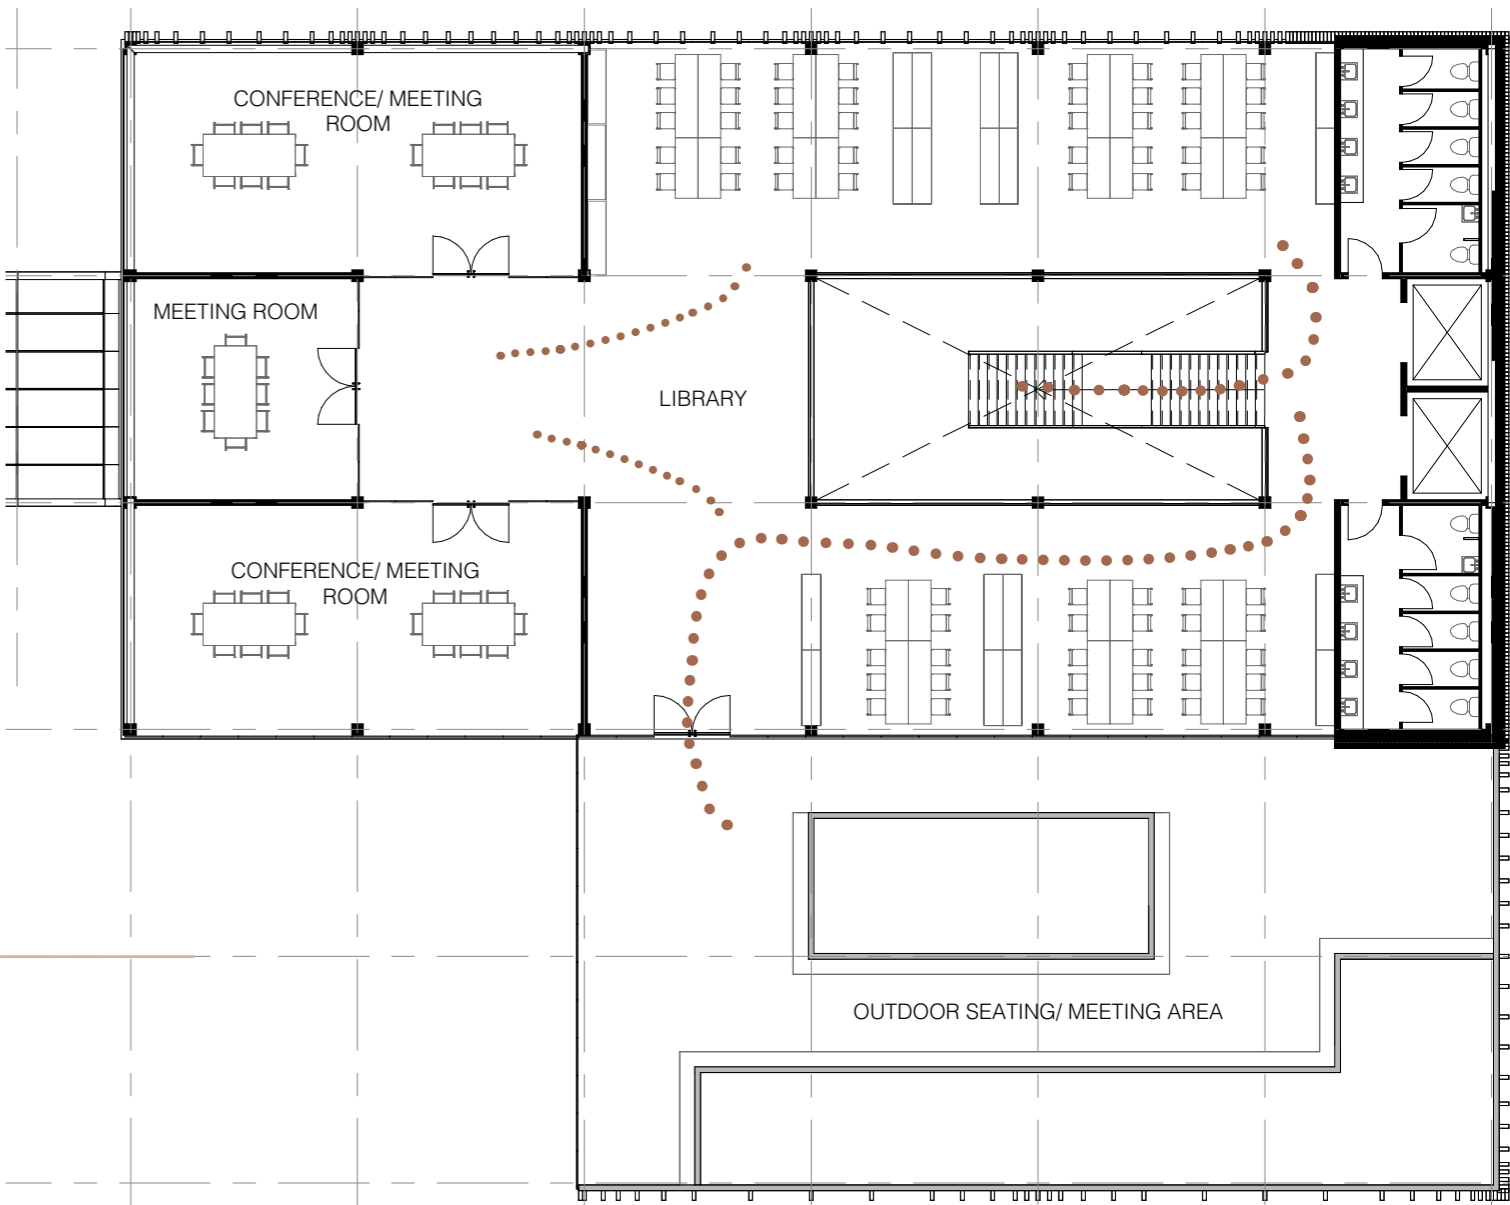 CONFERENCE/ MEETING
ROOM
MEETING ROOM
LIBRARY
CONFERENCE/ MEETING
ROOM
OUTDOOR SEATING/ MEETING AREA